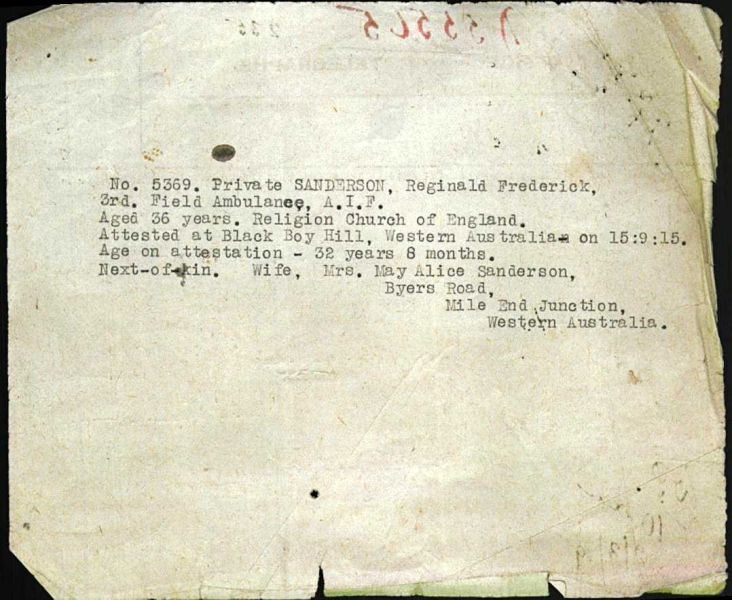 No. 5369. Private SANDERSON, Reginald Frederick,
3rd. Field Ambulance, A.I.F.
Aged 36 years. Religion Church of England.
Attested at Black Boy Hill, Western Australia on 15:9:15.
Age on attestation - 32 years 8 months.
Next-of-kin. Wife, Mrs. May Alice Sanderson,
Byers Road,
Mile End Junction,
Western Australia.